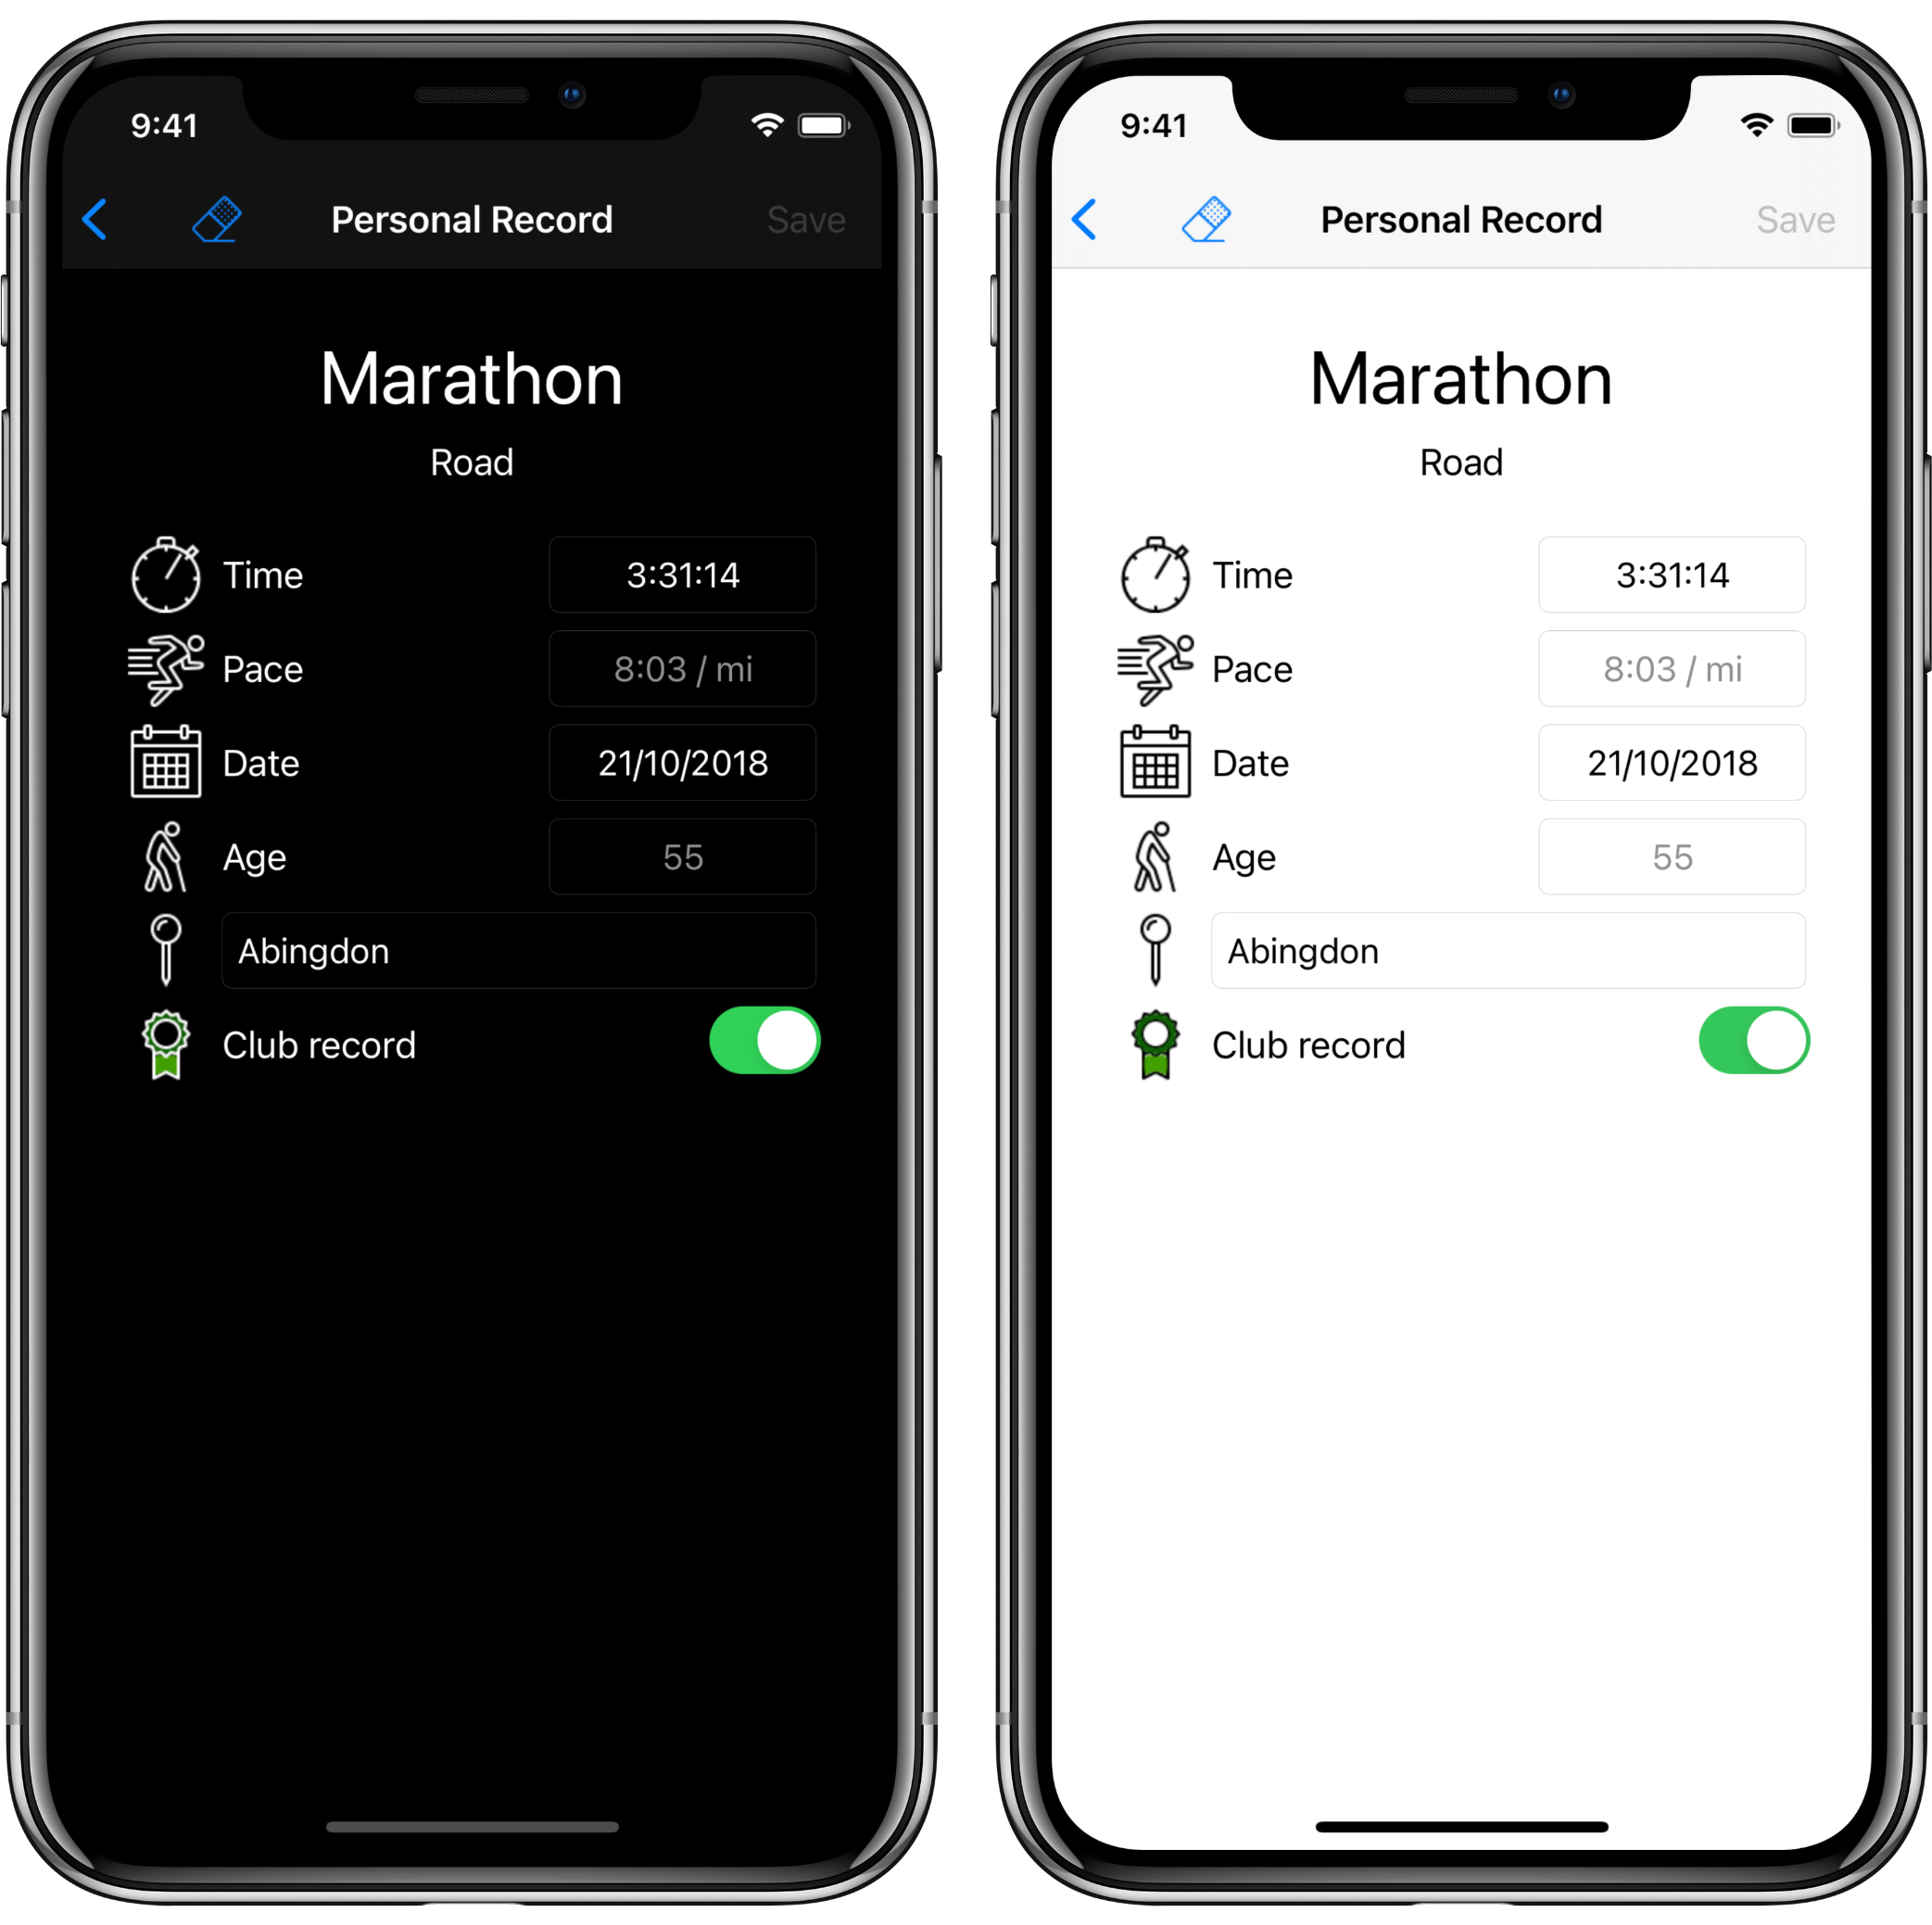 9:41
Personal Record Save
Marathon
Road
Time 3:31:14
Pace 8:03 / mi
Date 21/10/2018
Age 55
Abingdon
Club record
9:41
Personal Record Save
Marathon
Road
Time 3:31:14
Pace 8:03 / mi
Date 21/10/2018
Age 55
Abingdon
Club record